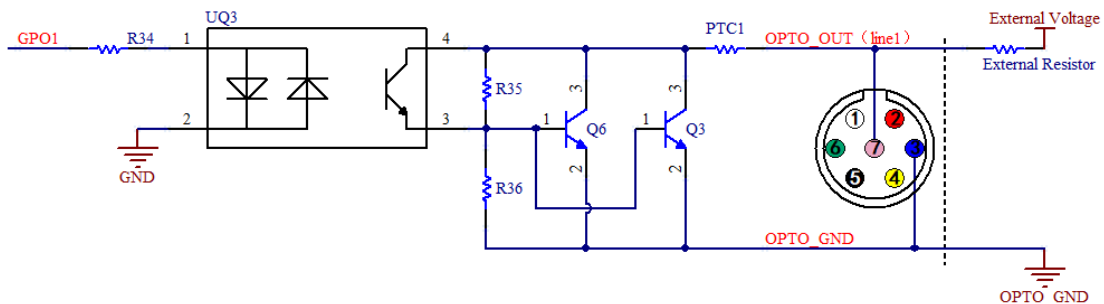 External Voltage
UQ3
GPO1
R34
1
4
PTC1
OPTO_OUT（line1）
External Resistor
R35
3
3
1
2
2
3
1
Q6
1
Q3
6
7
3
GND
R36
2
2
5
4
OPTO_GND
OPTO_GND